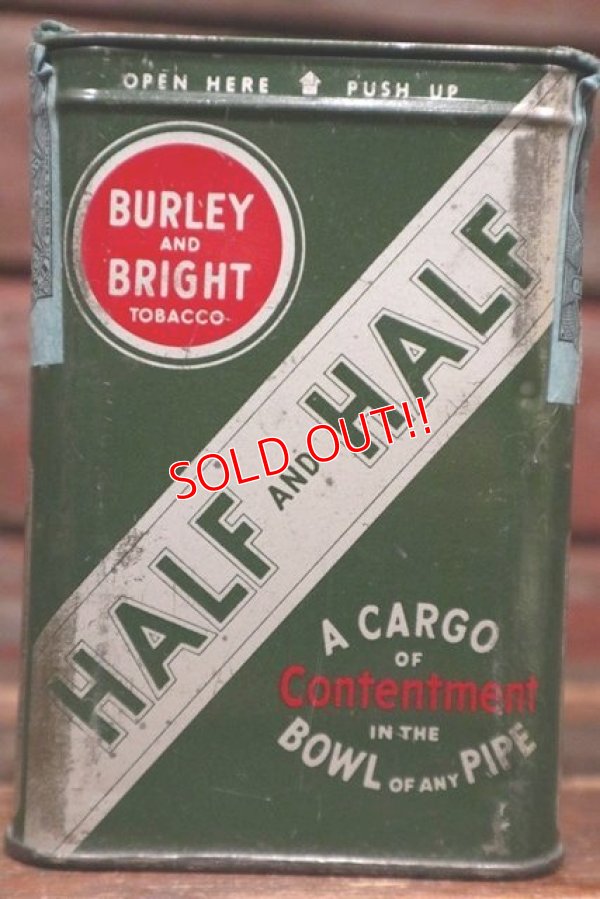 OPEN HERE PUSH UP
BURLEY
AND
BRIGHT
TOBACCO
HALF AND HALF
SOLD OUT!!
A CARGO
OF
Contentment
IN THE
BOWL OF ANY PIPE